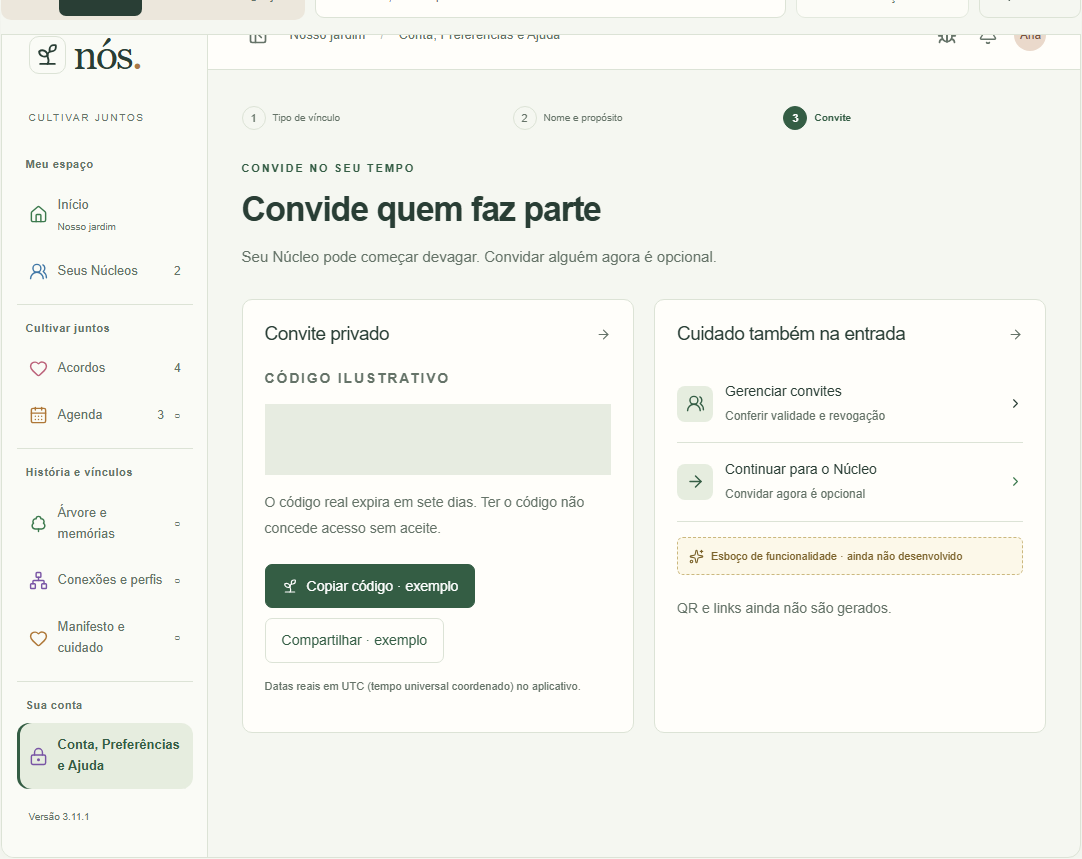 Nosso jardim / Conta, Preferências e Ajuda
Ana
nós.
CULTIVAR JUNTOS
Meu espaço
Início
Nosso jardim
Seus Núcleos 2
Cultivar juntos
Acordos 4
Agenda 3
História e vínculos
Árvore e
memórias
Conexões e perfis
Manifesto e
cuidado
Sua conta
Conta, Preferências
e Ajuda
Versão 3.11.1
1 Tipo de vínculo
2 Nome e propósito
3 Convite
CONVIDE NO SEU TEMPO
Convide quem faz parte
Seu Núcleo pode começar devagar. Convidar alguém agora é opcional.
Convite privado
CÓDIGO ILUSTRATIVO
O código real expira em sete dias. Ter o código não
concede acesso sem aceite.
Copiar código · exemplo
Compartilhar · exemplo
Datas reais em UTC (tempo universal coordenado) no aplicativo.
Cuidado também na entrada
Gerenciar convites
Conferir validade e revogação
Continuar para o Núcleo
Convidar agora é opcional
Esboço de funcionalidade · ainda não desenvolvido
QR e links ainda não são gerados.